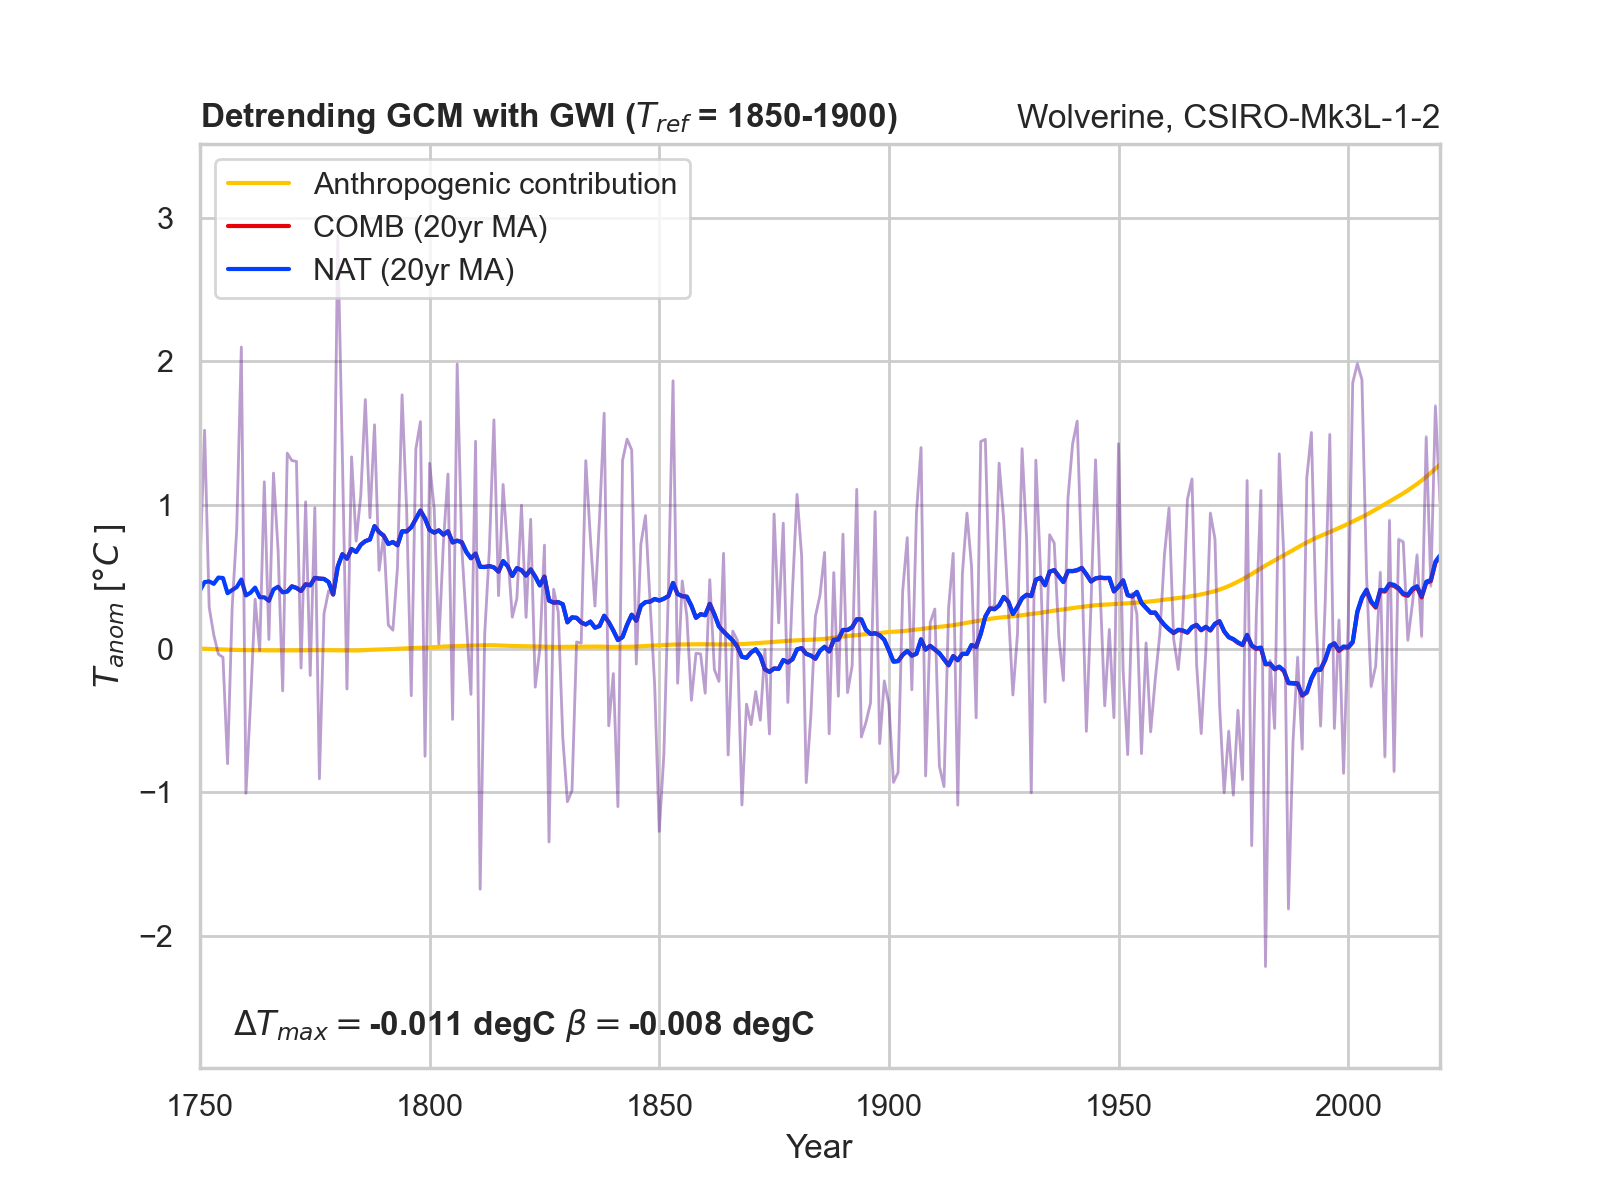 Detrending GCM with GWI (T_ref = 1850-1900)
Wolverine, CSIRO-Mk3L-1-2
Anthropogenic contribution
COMB (20yr MA)
NAT (20yr MA)
3
2
1
0
−1
−2
T_anom [°C ]
ΔT_max = -0.011 degC β = -0.008 degC
1750 1800 1850 1900 1950 2000
Year